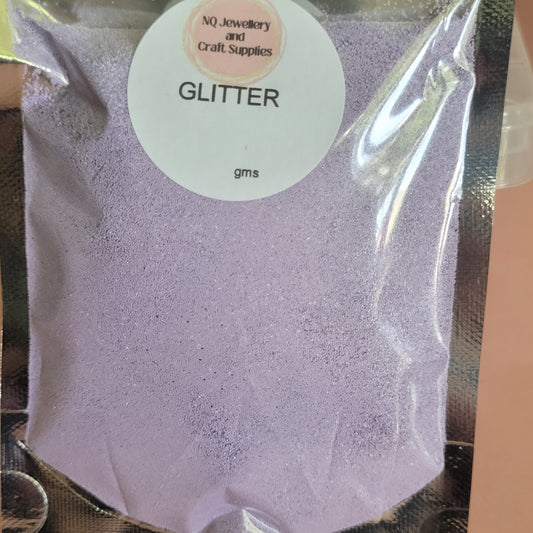 NQ Jewellery
and
Craft Supplies
GLITTER
gms